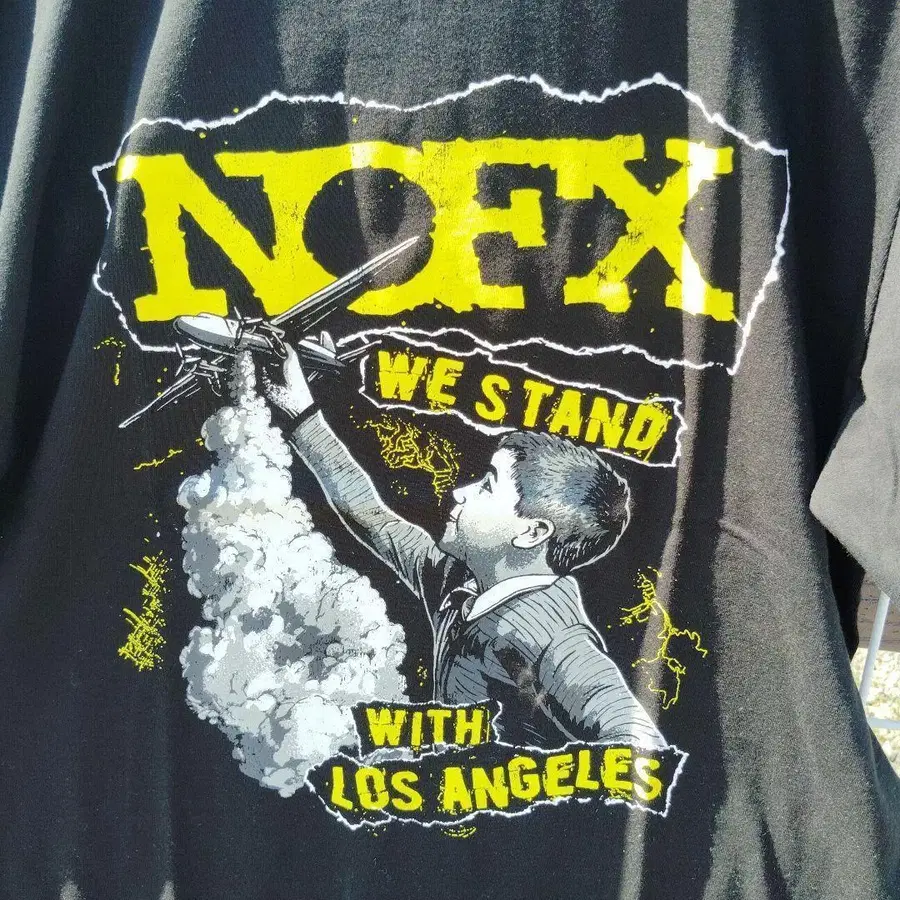 NOFX
WE STAND
WITH
LOS ANGELES